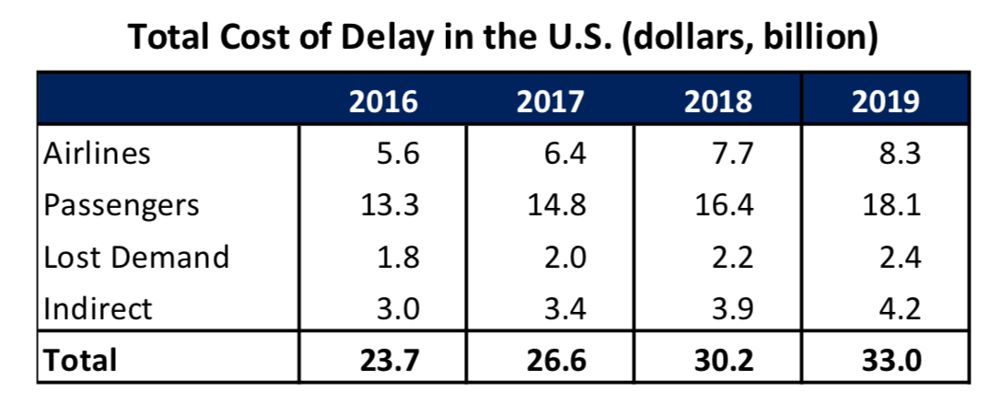 Total Cost of Delay in the U.S. (dollars, billion)
2016 2017 2018 2019
Airlines 5.6 6.4 7.7 8.3
Passengers 13.3 14.8 16.4 18.1
Lost Demand 1.8 2.0 2.2 2.4
Indirect 3.0 3.4 3.9 4.2
Total 23.7 26.6 30.2 33.0